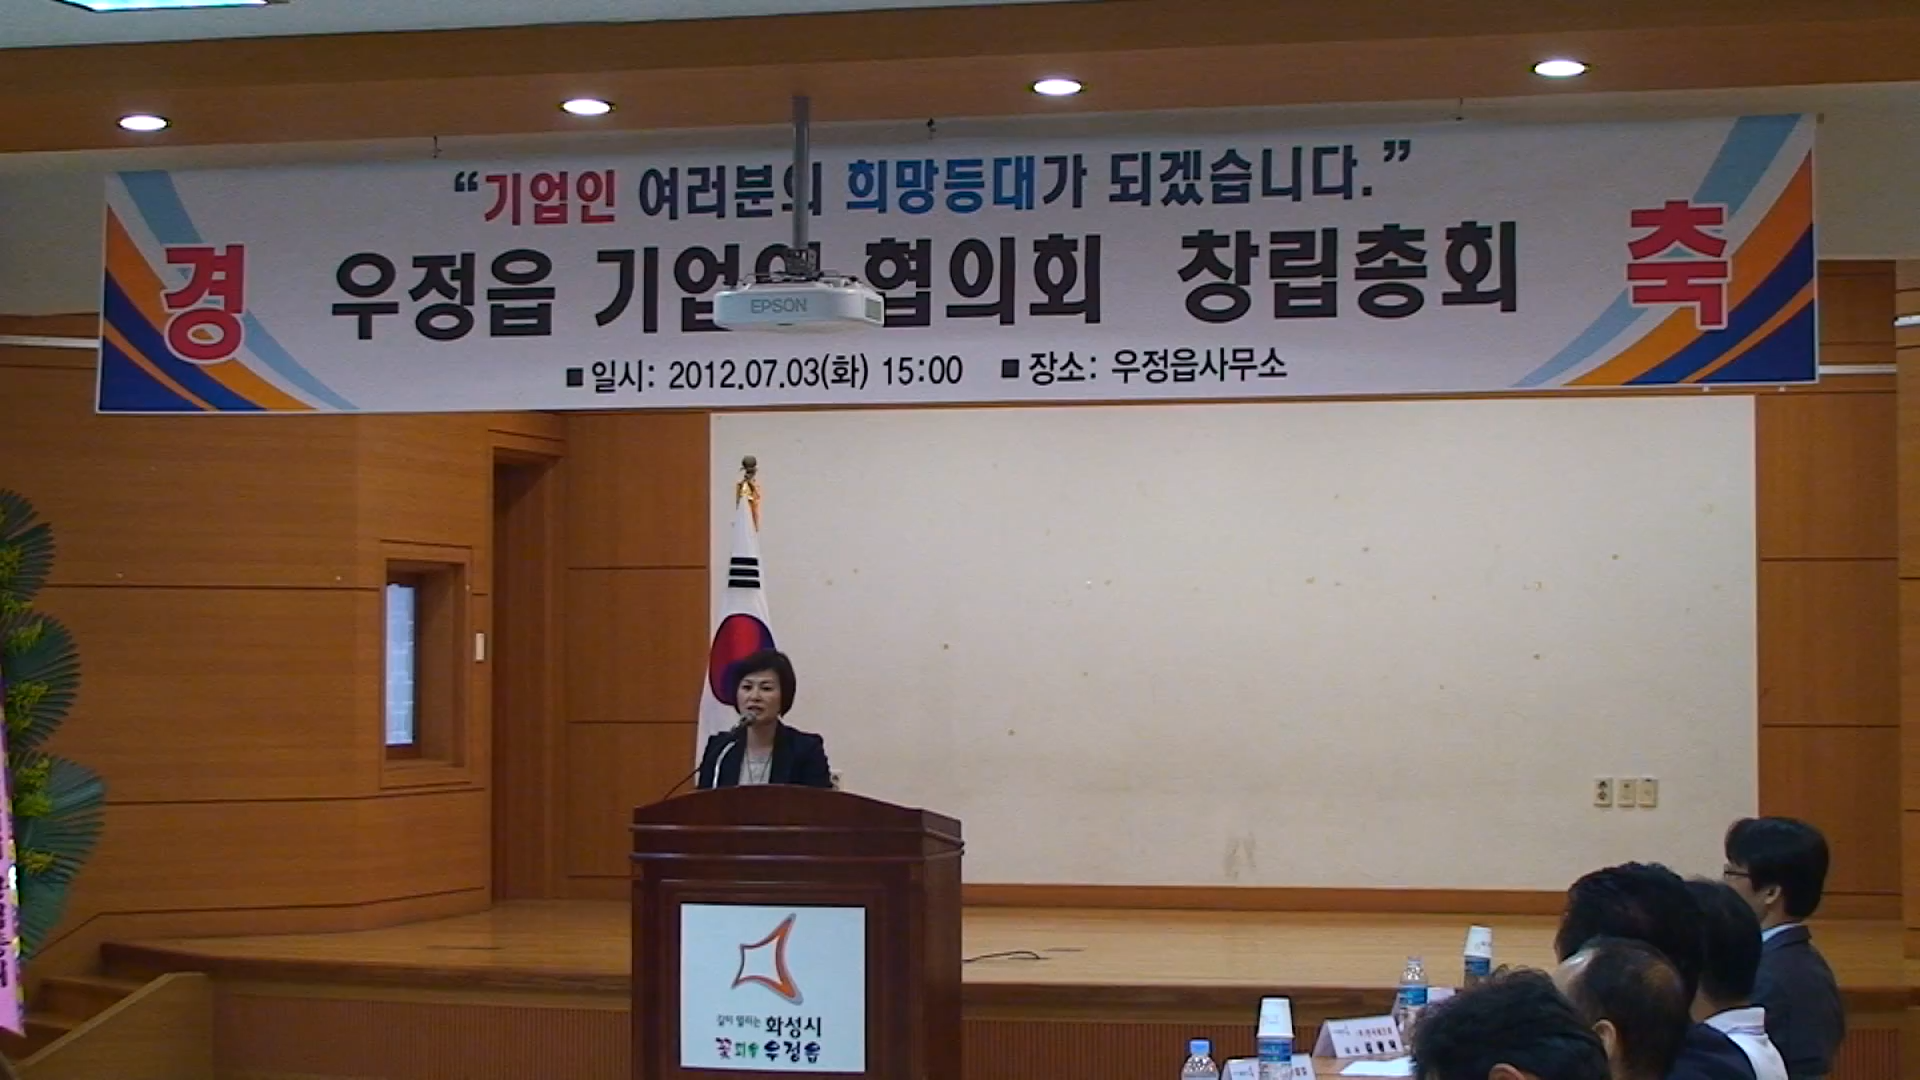 “기업인 여러분의 희망등대가 되겠습니다.”
경 우정읍 기업인 협의회 창립총회 축
■일시: 2012.07.03(화) 15:00 ■장소: 우정읍사무소
EPSON
화성시
우정읍